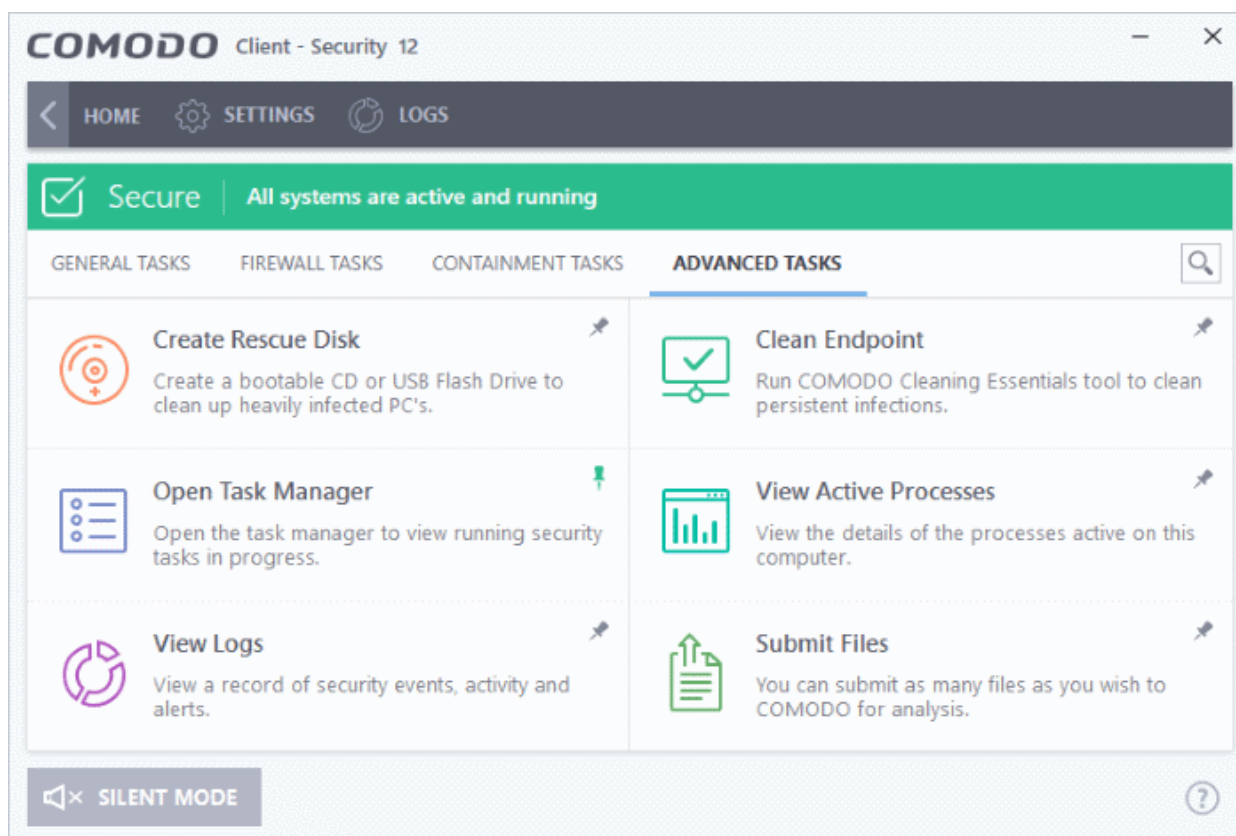 COMODO Client - Security 12
HOME SETTINGS LOGS
Secure All systems are active and running
GENERAL TASKS FIREWALL TASKS CONTAINMENT TASKS ADVANCED TASKS
Create Rescue Disk
Create a bootable CD or USB Flash Drive to
clean up heavily infected PC's.
Clean Endpoint
Run COMODO Cleaning Essentials tool to clean
persistent infections.
Open Task Manager
Open the task manager to view running security
tasks in progress.
View Active Processes
View the details of the processes active on this
computer.
View Logs
View a record of security events, activity and
alerts.
Submit Files
You can submit as many files as you wish to
COMODO for analysis.
SILENT MODE
?